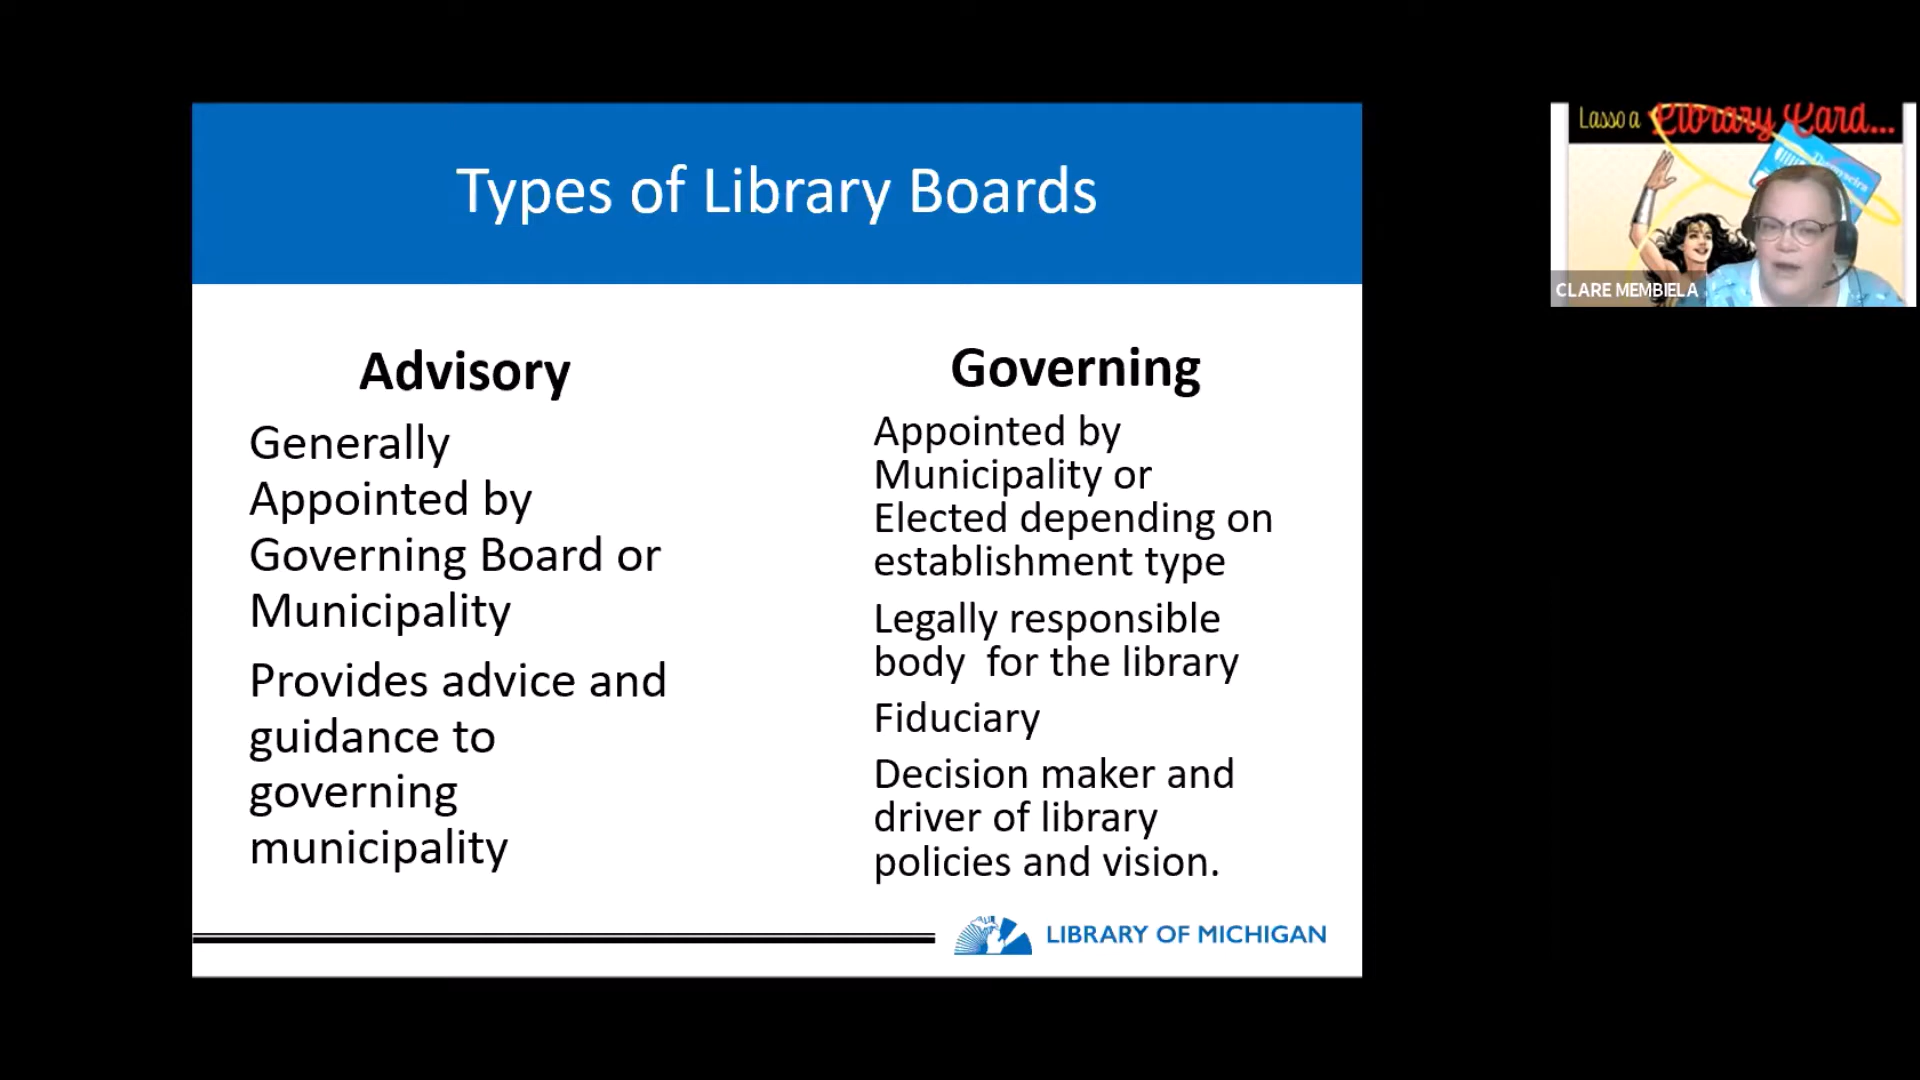 Types of Library Boards
Advisory
Generally
Appointed by
Governing Board or
Municipality
Provides advice and
guidance to
governing
municipality
Governing
Appointed by
Municipality or
Elected depending on
establishment type
Legally responsible
body  for the library
Fiduciary
Decision maker and
driver of library
policies and vision.
LIBRARY OF MICHIGAN
Lasso a Library Card...
CLARE MEMBIELA